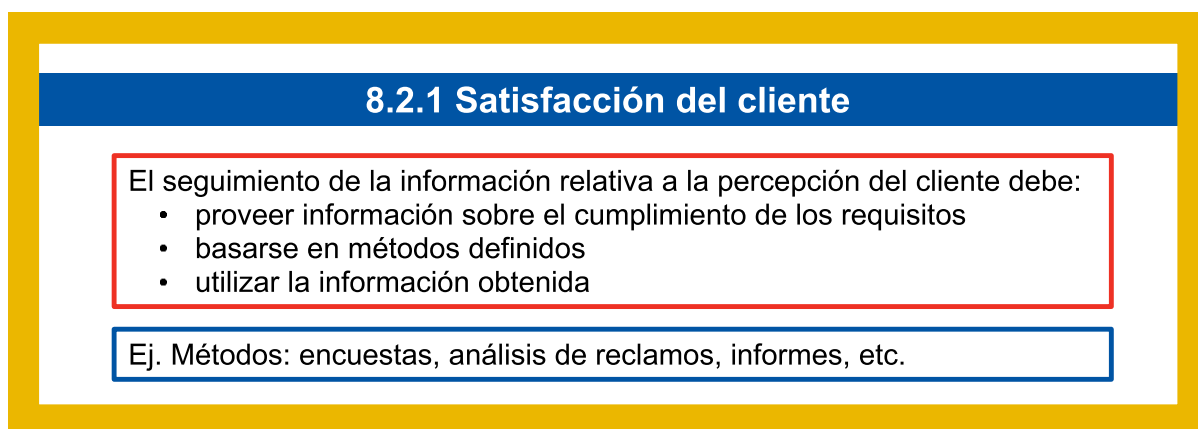 8.2.1 Satisfacción del cliente
El seguimiento de la información relativa a la percepción del cliente debe:
• proveer información sobre el cumplimiento de los requisitos
• basarse en métodos definidos
• utilizar la información obtenida
Ej. Métodos: encuestas, análisis de reclamos, informes, etc.